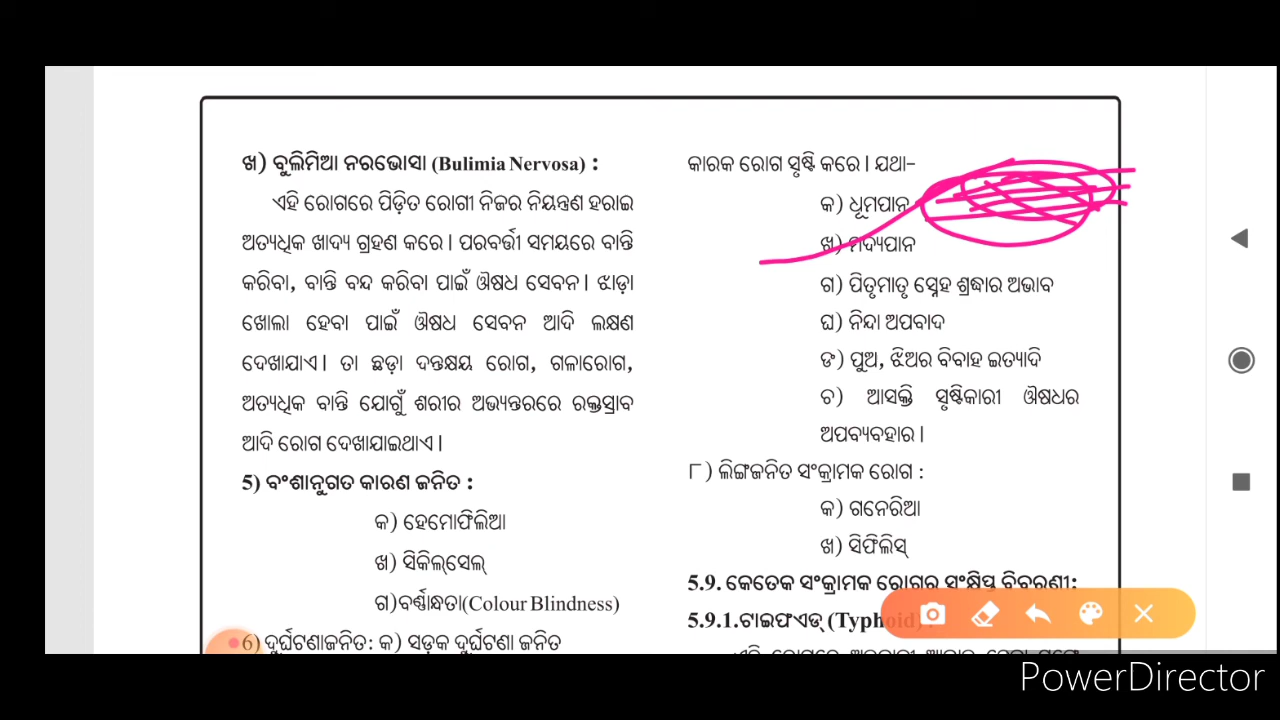 ଖ) ବୁଲିମିଆ ନରଭୋସା (Bulimia Nervosa) :
ଏହି ରୋଗରେ ପିଡ଼ିତ ରୋଗୀ ନିଜର ନିୟନ୍ତ୍ରଣ ହରାଇ
ଅତ୍ୟଧିକ ଖାଦ୍ୟ ଗ୍ରହଣ କରେ। ପରବର୍ତ୍ତୀ ସମୟରେ ବାନ୍ତି
କରିବା, ବାନ୍ତି ବନ୍ଦ କରିବା ପାଇଁ ଔଷଧ ସେବନ। ଝାଡ଼ା
ଖୋଲା ହେବା ପାଇଁ ଔଷଧ ସେବନ ଆଦି ଲକ୍ଷଣ
ଦେଖାଯାଏ। ତା ଛଡ଼ା ଦନ୍ତକ୍ଷୟ ରୋଗ, ଗଳାରୋଗ,
ଅତ୍ୟଧିକ ବାନ୍ତି ଯୋଗୁଁ ଶରୀର ଅଭ୍ୟନ୍ତରରେ ରକ୍ତସ୍ରାବ
ଆଦି ରୋଗ ଦେଖାଯାଇଥାଏ।
5) ବଂଶାନୁଗତ କାରଣ ଜନିତ :
କ) ହେମୋଫିଲିଆ
ଖ) ସିକିଲ୍‌ସେଲ୍
ଗ)ବର୍ଣ୍ଣାନ୍ଧତା(Colour Blindness)
6) ଦୁର୍ଘଟଣାଜନିତ: କ) ସଡ଼କ ଦୁର୍ଘଟଣା ଜନିତ
କାରକ ରୋଗ ସୃଷ୍ଟି କରେ। ଯଥା-
କ) ଧୂମପାନ
ଖ) ମଦ୍ୟପାନ
ଗ) ପିତୃମାତୃ ସ୍ନେହ ଶ୍ରଦ୍ଧାର ଅଭାବ
ଘ) ନିନ୍ଦା ଅପବାଦ
ଙ) ପୁଅ, ଝିଅର ବିବାହ ଇତ୍ୟାଦି
ଚ) ଆସକ୍ତି ସୃଷ୍ଟିକାରୀ ଔଷଧର
ଅପବ୍ୟବହାର।
୮) ଲିଙ୍ଗଜନିତ ସଂକ୍ରାମକ ରୋଗ :
କ) ଗନେରିଆ
ଖ) ସିଫିଲିସ୍
5.9. କେତେକ ସଂକ୍ରାମକ ରୋଗର ସଂକ୍ଷିପ୍ତ ବିବରଣୀ:
5.9.1.ଟାଇଫଏଡ୍ (Typhoid) :
PowerDirector